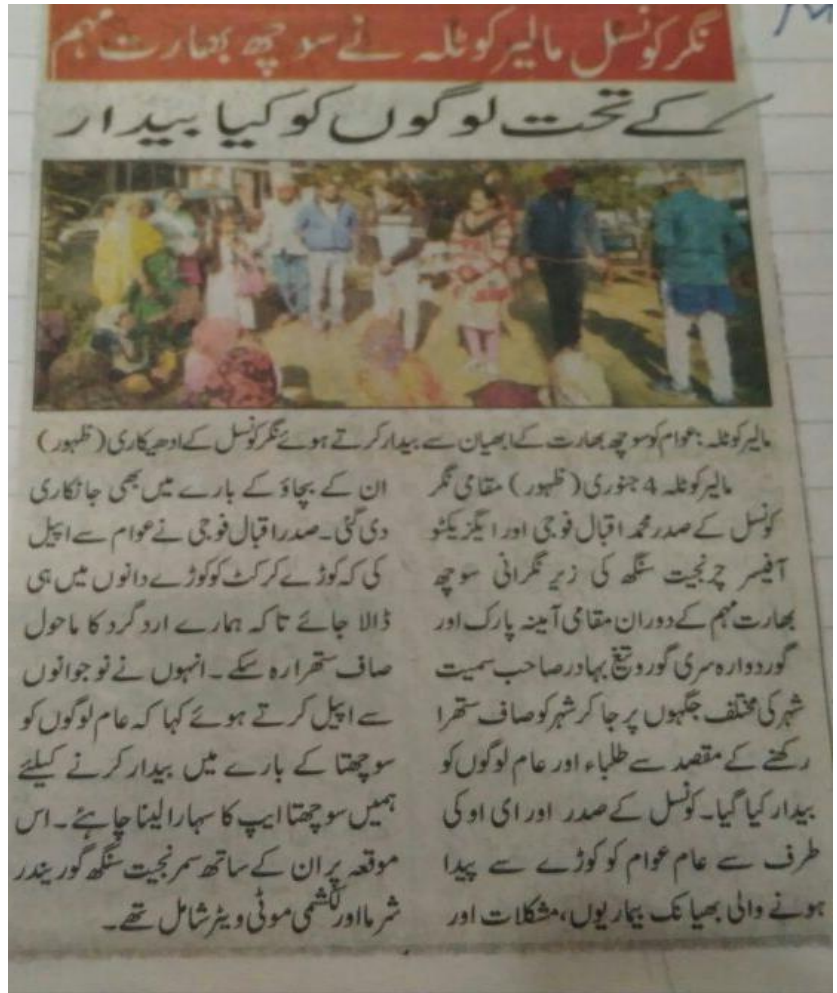 نگر کونسل مالیر کوٹلہ نے سوچھ بھارت مہم
کے تحت لوگوں کو کیا بیدار
مالیر کوٹلہ: عوام کو سوچھ بھارت کے ابھیان سے بیدار کرتے ہوئے نگر کونسل کے ادھیکاری (ظہور)
مالیر کوٹلہ 4 جنوری (ظہور) مقامی نگر
کونسل کے صدر محمد اقبال فوجی اور ایگزیکٹو
آفیسر چرنجیت سنگھ کی زیر نگرانی سوچھ
بھارت مہم کے دوران مقامی آمینہ پارک اور
گوردوارہ سری گورو تیغ بہادر صاحب سمیت
شہر کی مختلف جگہوں پر جا کر شہر کو صاف ستھرا
رکھنے کے مقصد سے طلباء اور عام لوگوں کو
بیدار کیا گیا۔ کونسل کے صدر اور ای او کی
طرف سے عام عوام کو کوڑے سے پیدا
ہونے والی بھیانک بیماریوں، مشکلات اور
ان کے بچاؤ کے بارے میں بھی جانکاری
دی گئی۔ صدر اقبال فوجی نے عوام سے اپیل
کی کہ کوڑے کرکٹ کو کوڑے دانوں میں ہی
ڈالا جائے تاکہ ہمارے ارد گرد کا ماحول
صاف ستھرا رہ سکے۔ انہوں نے نوجوانوں
سے اپیل کرتے ہوئے کہا کہ عام لوگوں کو
سوچھتا کے بارے میں بیدار کرنے کیلئے
ہمیں سوچھتا ایپ کا سہارا لینا چاہئے۔ اس
موقعہ پر ان کے ساتھ سمرنجیت سنگھ گوریندر
شرما اور لکشمی موٹی ویٹر شامل تھے۔